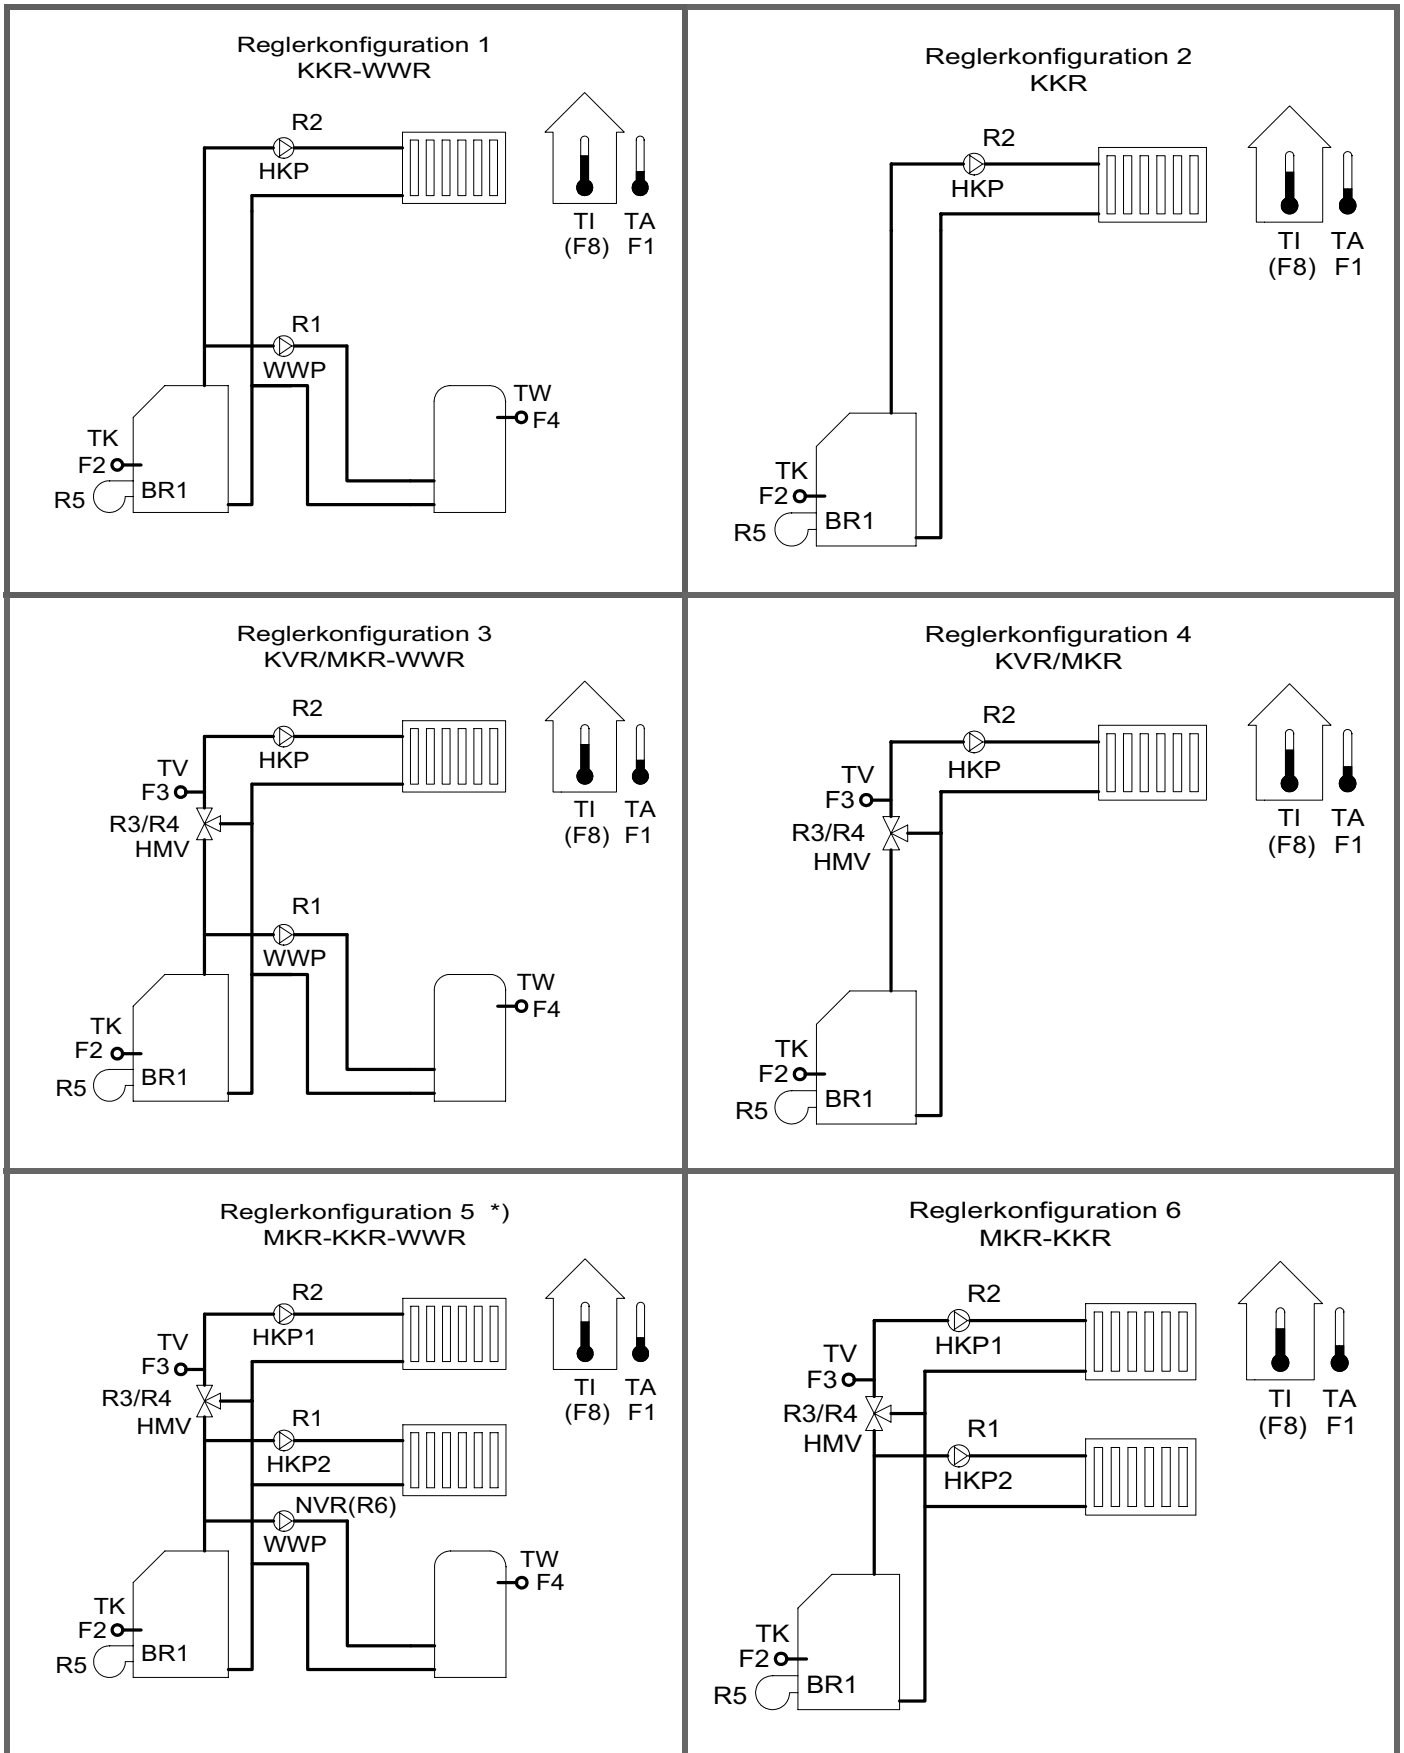 Reglerkonfiguration 1
KKR-WWR
R2
HKP
TI TA
(F8) F1
R1
WWP
TW
F4
TK
F2
BR1
R5
Reglerkonfiguration 2
KKR
R2
HKP
TI TA
(F8) F1
TK
F2
BR1
R5
Reglerkonfiguration 3
KVR/MKR-WWR
R2
HKP
TV
F3
TI TA
R3/R4
(F8) F1
HMV
R1
WWP
TW
F4
TK
F2
BR1
R5
Reglerkonfiguration 4
KVR/MKR
R2
HKP
TV
F3
TI TA
R3/R4
(F8) F1
HMV
TK
F2
BR1
R5
Reglerkonfiguration 5 *)
MKR-KKR-WWR
R2
HKP1
TV
F3
TI TA
R3/R4
(F8) F1
HMV
R1
HKP2
NVR(R6)
WWP
TW
F4
TK
F2
BR1
R5
Reglerkonfiguration 6
MKR-KKR
R2
HKP1
TV
F3
TI TA
R3/R4
(F8) F1
HMV
R1
HKP2
TK
F2
BR1
R5